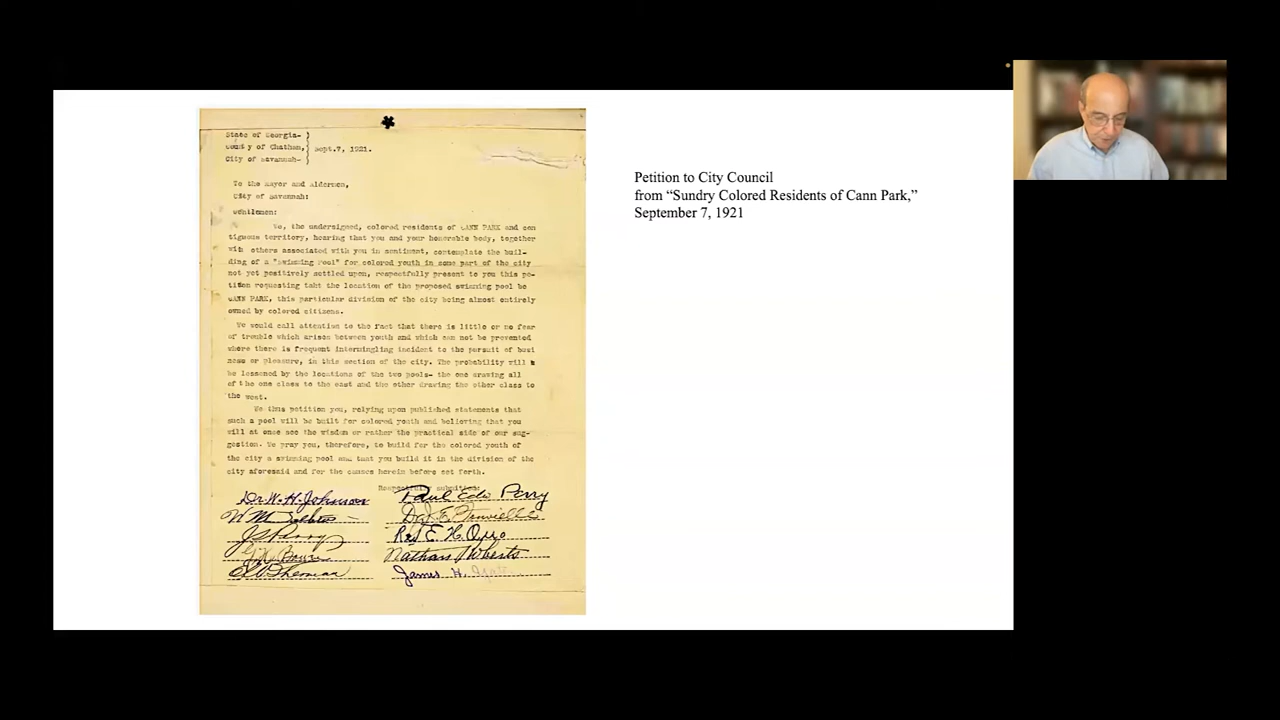 State of Georgia-
County of Chatham, Sept.7, 1921.
City of Savannah-
To the Mayor and Aldermen,
City of Savannah:
Gentlemen:
We, the undersigned, colored residents of CANN PARK and con
tiguous territory, hearing that you and your honorable body, together
with others associated with you in sentiment, contemplate the buil-
ding of a "swimming pool" for colored youth in some part of the city
not yet positively settled upon, respectfully present to you this pe-
tition requesting taht the location of the proposed swimming pool be
CANN PARK, this particular division of the city being almost entirely
owned by colored citizens.
We would call attention to the fact that there is little or no fear
of trouble which arises between youth and which can not be prevented
where there is frequent intermingling incident to the pursuit of busi
ness or pleasure, in this section of the city. The probability will
be lessened by the locations of the two pools- the one drawing all
of the one class to the east and the other drawing the other class to
the west.
We thus petition you, relying upon published statements that
such a pool will be built for colored youth and believing that you
will at once see the wisdom or rather the practical side of our sug-
gestion. We pray you, therefore, to build for the colored youth of
the city a swimming pool and that you build it in the division of the
city aforesaid and for the causes herein before set forth.
Respectfully submitted:
Dr. W. H. Johnson Paul Perry
W. M. Dr.
J. S. Perry Rev E. H.
Nathan
James H.
Petition to City Council
from “Sundry Colored Residents of Cann Park,”
September 7, 1921